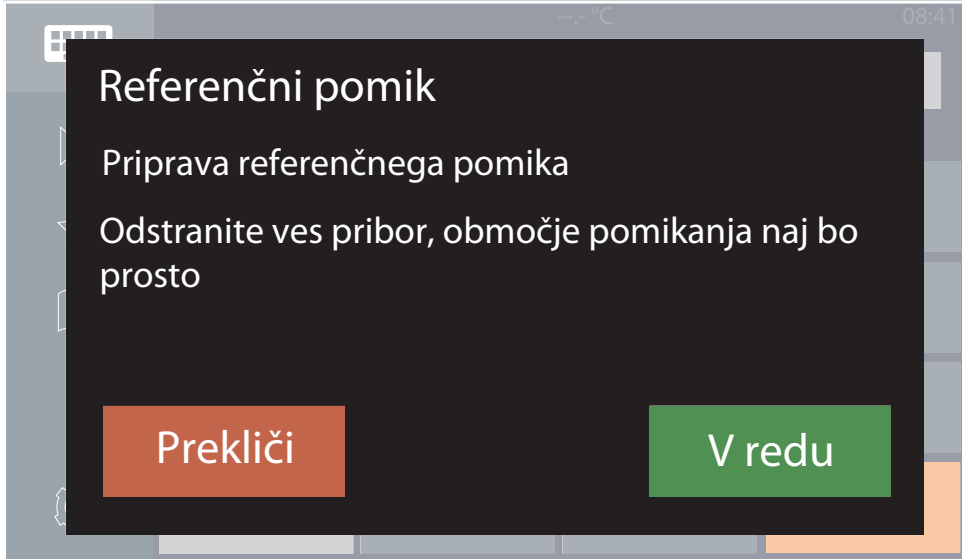 --.- °C
08:41
Referenčni pomik
Priprava referenčnega pomika
Odstranite ves pribor, območje pomikanja naj bo
prosto
Prekliči
V redu